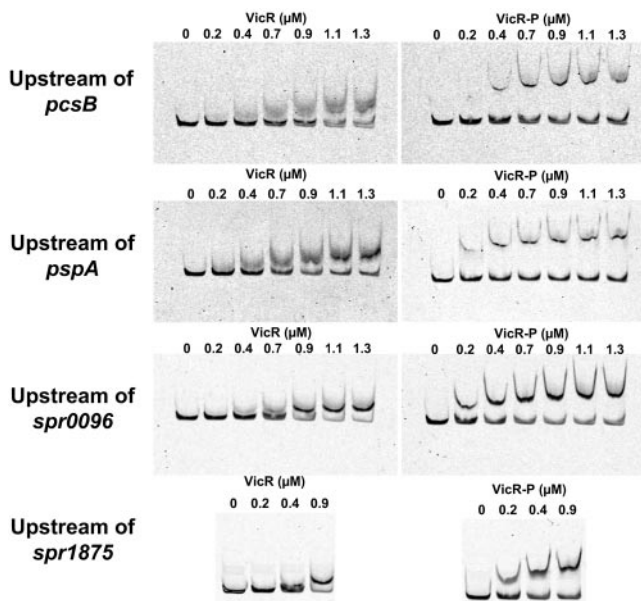 VicR (µM)
0 0.2 0.4 0.7 0.9 1.1 1.3
VicR-P (µM)
0 0.2 0.4 0.7 0.9 1.1 1.3
Upstream of
pcsB
VicR (µM)
0 0.2 0.4 0.7 0.9 1.1 1.3
VicR-P (µM)
0 0.2 0.4 0.7 0.9 1.1 1.3
Upstream of
pspA
VicR (µM)
0 0.2 0.4 0.7 0.9 1.1 1.3
VicR-P (µM)
0 0.2 0.4 0.7 0.9 1.1 1.3
Upstream of
spr0096
VicR (µM)
0 0.2 0.4 0.9
VicR-P (µM)
0 0.2 0.4 0.9
Upstream of
spr1875